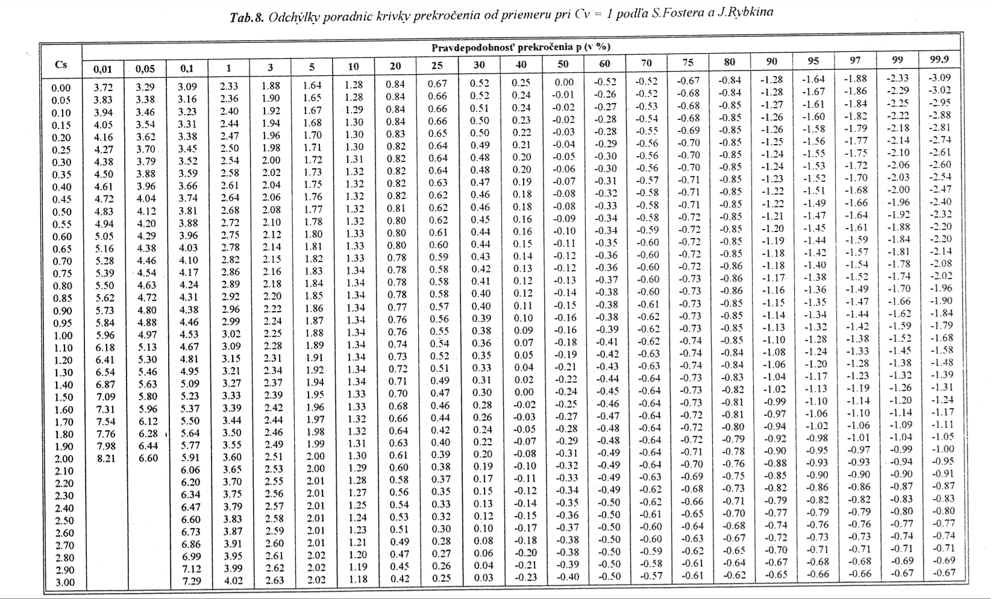 Tab.8. Odchýlky poradníc krivky prekročenia od priemeru pri Cv = 1 podľa S.Fostera a J.Rybkina
Pravdepodobnosť prekročenia p (v %)
Cs 0,01 0,05 0,1 1 3 5 10 20 25 30 40 50 60 70 75 80 90 95 97 99 99.9
0.00 3.72 3.29 3.09 2.33 1.88 1.64 1.28 0.84 0.67 0.52 0.25 0.00 -0.52 -0.52 -0.67 -0.84 -1.28 -1.64 -1.88 -2.33 -3.09
0.05 3.83 3.38 3.16 2.36 1.90 1.65 1.28 0.84 0.66 0.52 0.24 -0.01 -0.26 -0.52 -0.68 -0.84 -1.28 -1.67 -1.86 -2.29 -3.02
0.10 3.94 3.46 3.23 2.40 1.92 1.67 1.29 0.84 0.66 0.51 0.24 -0.02 -0.27 -0.53 -0.68 -0.85 -1.27 -1.61 -1.84 -2.25 -2.95
0.15 4.05 3.54 3.31 2.44 1.94 1.68 1.30 0.84 0.66 0.50 0.23 -0.02 -0.28 -0.54 -0.68 -0.85 -1.26 -1.60 -1.82 -2.22 -2.88
0.20 4.16 3.62 3.38 2.47 1.96 1.70 1.30 0.83 0.65 0.50 0.22 -0.03 -0.28 -0.55 -0.69 -0.85 -1.26 -1.58 -1.79 -2.18 -2.81
0.25 4.27 3.70 3.45 2.50 1.98 1.71 1.30 0.82 0.64 0.49 0.21 -0.04 -0.29 -0.56 -0.70 -0.85 -1.25 -1.56 -1.77 -2.14 -2.74
0.30 4.38 3.79 3.52 2.54 2.00 1.72 1.31 0.82 0.64 0.48 0.20 -0.05 -0.30 -0.56 -0.70 -0.85 -1.24 -1.55 -1.75 -2.10 -2.61
0.35 4.50 3.88 3.59 2.58 2.02 1.73 1.32 0.82 0.64 0.48 0.20 -0.06 -0.30 -0.56 -0.70 -0.85 -1.24 -1.53 -1.72 -2.06 -2.60
0.40 4.61 3.96 3.66 2.61 2.04 1.75 1.32 0.82 0.63 0.47 0.19 -0.07 -0.31 -0.57 -0.71 -0.85 -1.23 -1.52 -1.70 -2.03 -2.54
0.45 4.72 4.04 3.74 2.64 2.06 1.76 1.32 0.82 0.62 0.46 0.18 -0.08 -0.32 -0.58 -0.71 -0.85 -1.22 -1.51 -1.68 -2.00 -2.47
0.50 4.83 4.12 3.81 2.68 2.08 1.77 1.32 0.81 0.62 0.46 0.18 -0.08 -0.33 -0.58 -0.71 -0.85 -1.22 -1.49 -1.66 -1.96 -2.40
0.55 4.94 4.20 3.88 2.72 2.10 1.78 1.32 0.80 0.62 0.45 0.16 -0.09 -0.34 -0.58 -0.72 -0.85 -1.21 -1.47 -1.64 -1.92 -2.32
0.60 5.05 4.29 3.96 2.75 2.12 1.80 1.33 0.80 0.61 0.44 0.16 -0.10 -0.34 -0.59 -0.72 -0.85 -1.20 -1.45 -1.61 -1.88 -2.20
0.65 5.16 4.38 4.03 2.78 2.14 1.81 1.33 0.80 0.60 0.44 0.15 -0.11 -0.35 -0.60 -0.72 -0.85 -1.19 -1.44 -1.59 -1.84 -2.20
0.70 5.28 4.46 4.10 2.82 2.15 1.82 1.33 0.78 0.59 0.43 0.14 -0.12 -0.36 -0.60 -0.72 -0.85 -1.18 -1.42 -1.57 -1.81 -2.14
0.75 5.39 4.54 4.17 2.86 2.16 1.83 1.34 0.78 0.58 0.42 0.13 -0.12 -0.36 -0.60 -0.72 -0.86 -1.18 -1.40 -1.54 -1.78 -2.08
0.80 5.50 4.63 4.24 2.89 2.18 1.84 1.34 0.78 0.58 0.41 0.12 -0.13 -0.37 -0.60 -0.73 -0.86 -1.17 -1.38 -1.52 -1.74 -2.02
0.85 5.62 4.72 4.31 2.92 2.20 1.85 1.34 0.78 0.58 0.40 0.12 -0.14 -0.38 -0.60 -0.73 -0.86 -1.16 -1.36 -1.49 -1.70 -1.96
0.90 5.73 4.80 4.38 2.96 2.22 1.86 1.34 0.77 0.57 0.40 0.11 -0.15 -0.38 -0.61 -0.73 -0.85 -1.15 -1.35 -1.47 -1.66 -1.90
0.95 5.84 4.88 4.46 2.99 2.24 1.87 1.34 0.76 0.56 0.39 0.10 -0.16 -0.38 -0.62 -0.73 -0.85 -1.14 -1.34 -1.44 -1.62 -1.84
1.00 5.96 4.97 4.53 3.02 2.25 1.88 1.34 0.76 0.55 0.38 0.09 -0.16 -0.39 -0.62 -0.73 -0.85 -1.13 -1.32 -1.42 -1.59 -1.79
1.10 6.18 5.13 4.67 3.09 2.28 1.89 1.34 0.74 0.54 0.36 0.07 -0.18 -0.41 -0.62 -0.74 -0.85 -1.10 -1.28 -1.38 -1.52 -1.68
1.20 6.41 5.30 4.81 3.15 2.31 1.91 1.34 0.73 0.52 0.35 0.05 -0.19 -0.42 -0.63 -0.74 -0.84 -1.08 -1.24 -1.33 -1.45 -1.58
1.30 6.54 5.46 4.95 3.21 2.34 1.92 1.34 0.72 0.51 0.33 0.04 -0.21 -0.43 -0.63 -0.74 -0.84 -1.06 -1.20 -1.28 -1.38 -1.48
1.40 6.87 5.63 5.09 3.27 2.37 1.94 1.34 0.71 0.49 0.31 0.02 -0.22 -0.44 -0.64 -0.73 -0.83 -1.04 -1.17 -1.23 -1.32 -1.39
1.50 7.09 5.80 5.23 3.33 2.39 1.95 1.33 0.70 0.47 0.30 0.00 -0.24 -0.45 -0.64 -0.73 -0.82 -1.02 -1.13 -1.19 -1.26 -1.31
1.60 7.31 5.96 5.37 3.39 2.42 1.96 1.33 0.68 0.46 0.28 -0.02 -0.25 -0.46 -0.64 -0.73 -0.81 -0.99 -1.10 -1.14 -1.20 -1.24
1.70 7.54 6.12 5.50 3.44 2.44 1.97 1.32 0.66 0.44 0.26 -0.03 -0.27 -0.47 -0.64 -0.72 -0.81 -0.97 -1.06 -1.10 -1.14 -1.17
1.80 7.76 6.28 5.64 3.50 2.46 1.98 1.32 0.64 0.42 0.24 -0.05 -0.28 -0.48 -0.64 -0.72 -0.80 -0.94 -1.02 -1.06 -1.09 -1.11
1.90 7.98 6.44 5.77 3.55 2.49 1.99 1.31 0.63 0.40 0.22 -0.07 -0.29 -0.48 -0.64 -0.72 -0.79 -0.92 -0.98 -1.01 -1.04 -1.05
2.00 8.21 6.60 5.91 3.60 2.51 2.00 1.30 0.61 0.39 0.20 -0.08 -0.31 -0.49 -0.64 -0.71 -0.78 -0.90 -0.95 -0.97 -0.99 -1.00
2.10 6.06 3.65 2.53 2.00 1.29 0.60 0.38 0.19 -0.10 -0.32 -0.49 -0.64 -0.70 -0.76 -0.88 -0.93 -0.93 -0.94 -0.95
2.20 6.20 3.70 2.55 2.01 1.28 0.58 0.37 0.17 -0.11 -0.33 -0.49 -0.63 -0.69 -0.75 -0.85 -0.90 -0.90 -0.90 -0.91
2.30 6.34 3.75 2.56 2.01 1.27 0.56 0.35 0.15 -0.12 -0.34 -0.49 -0.62 -0.68 -0.73 -0.82 -0.86 -0.86 -0.87 -0.87
2.40 6.47 3.79 2.57 2.01 1.25 0.54 0.33 0.13 -0.14 -0.35 -0.50 -0.62 -0.66 -0.71 -0.79 -0.82 -0.82 -0.83 -0.83
2.50 6.60 3.83 2.58 2.01 1.24 0.53 0.32 0.12 -0.15 -0.36 -0.50 -0.61 -0.65 -0.70 -0.77 -0.79 -0.79 -0.80 -0.80
2.60 6.73 3.87 2.59 2.01 1.23 0.51 0.30 0.10 -0.17 -0.37 -0.50 -0.60 -0.64 -0.68 -0.74 -0.76 -0.76 -0.77 -0.77
2.70 6.86 3.91 2.60 2.01 1.21 0.49 0.28 0.08 -0.18 -0.38 -0.50 -0.60 -0.63 -0.67 -0.72 -0.73 -0.73 -0.74 -0.74
2.80 6.99 3.95 2.61 2.02 1.20 0.47 0.27 0.06 -0.20 -0.38 -0.50 -0.59 -0.62 -0.65 -0.70 -0.71 -0.71 -0.71 -0.71
2.90 7.12 3.99 2.62 2.02 1.19 0.45 0.26 0.04 -0.21 -0.39 -0.50 -0.58 -0.61 -0.64 -0.67 -0.68 -0.68 -0.69 -0.69
3.00 7.29 4.02 2.63 2.02 1.18 0.42 0.25 0.03 -0.23 -0.40 -0.50 -0.57 -0.61 -0.62 -0.65 -0.66 -0.66 -0.67 -0.67